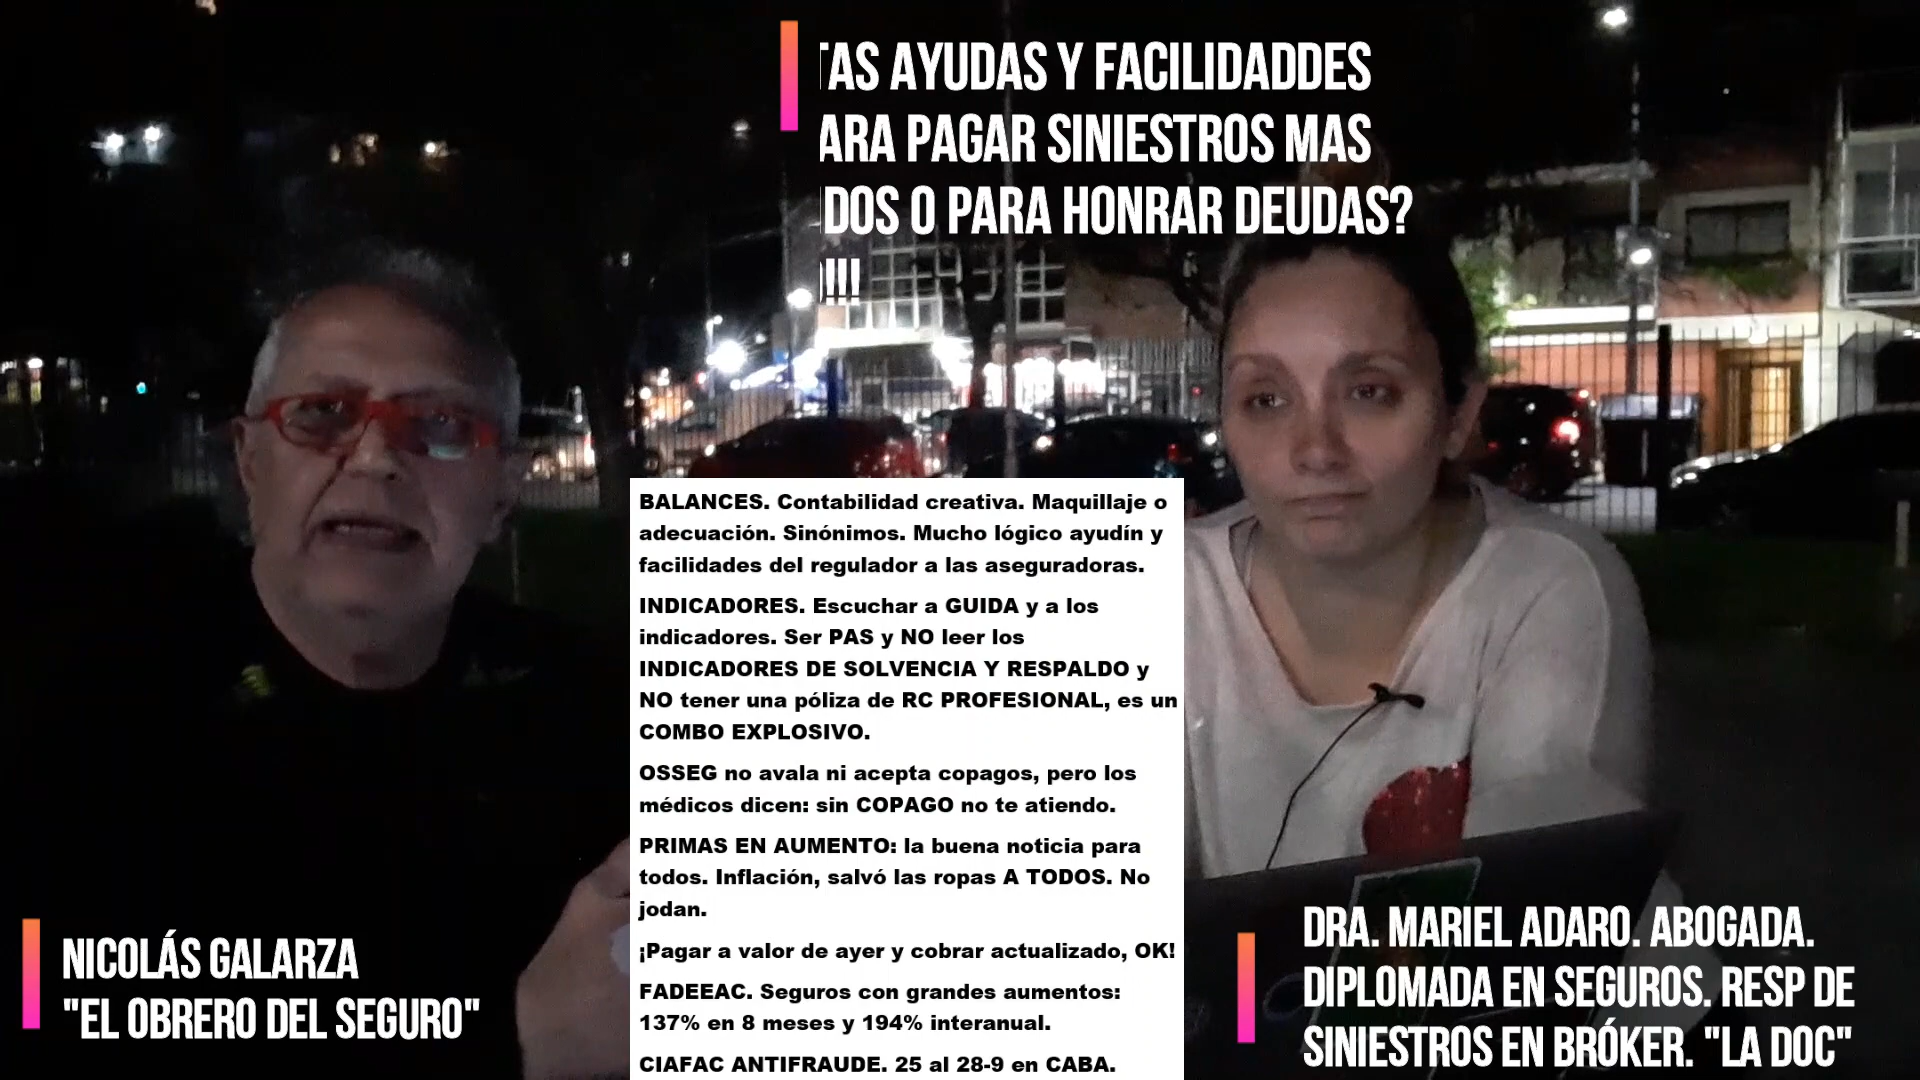 AS AYUDAS Y FACILIDADDES
ARA PAGAR SINIESTROS MAS
DOS O PARA HONRAR DEUDAS?
!!!
BALANCES. Contabilidad creativa. Maquillaje o
adecuación. Sinónimos. Mucho lógico ayudín y
facilidades del regulador a las aseguradoras.
INDICADORES. Escuchar a GUIDA y a los
indicadores. Ser PAS y NO leer los
INDICADORES DE SOLVENCIA Y RESPALDO y
NO tener una póliza de RC PROFESIONAL, es un
COMBO EXPLOSIVO.
OSSEG no avala ni acepta copagos, pero los
médicos dicen: sin COPAGO no te atiendo.
PRIMAS EN AUMENTO: la buena noticia para
todos. Inflación, salvó las ropas A TODOS. No
jodan.
¡Pagar a valor de ayer y cobrar actualizado, OK!
FADEEAC. Seguros con grandes aumentos:
137% en 8 meses y 194% interanual.
CIAFAC ANTIFRAUDE. 25 al 28-9 en CABA.
NICOLÁS GALARZA
"EL OBRERO DEL SEGURO"
DRA. MARIEL ADARO. ABOGADA.
DIPLOMADA EN SEGUROS. RESP DE
SINIESTROS EN BRÓKER. "LA DOC"